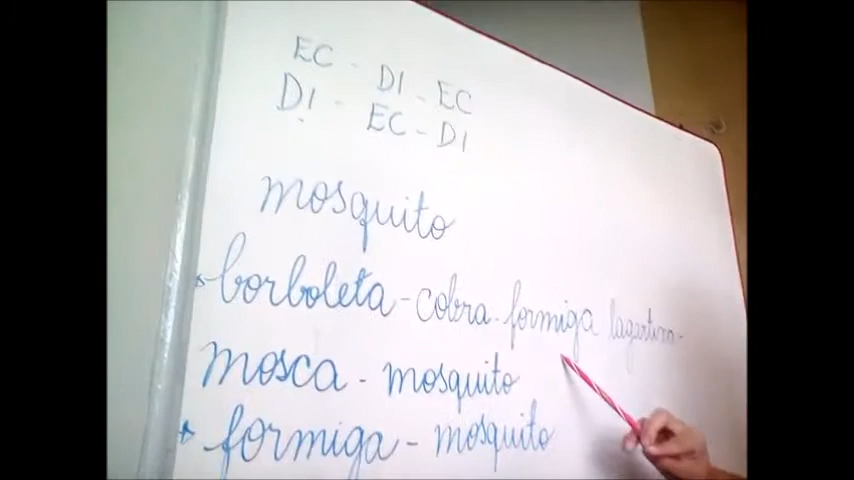 EC - DI - EC
DI - EC - DI
mosquito
borboleta - cobra - formiga lagartixa -
mosca - mosquito
formiga - mosquito